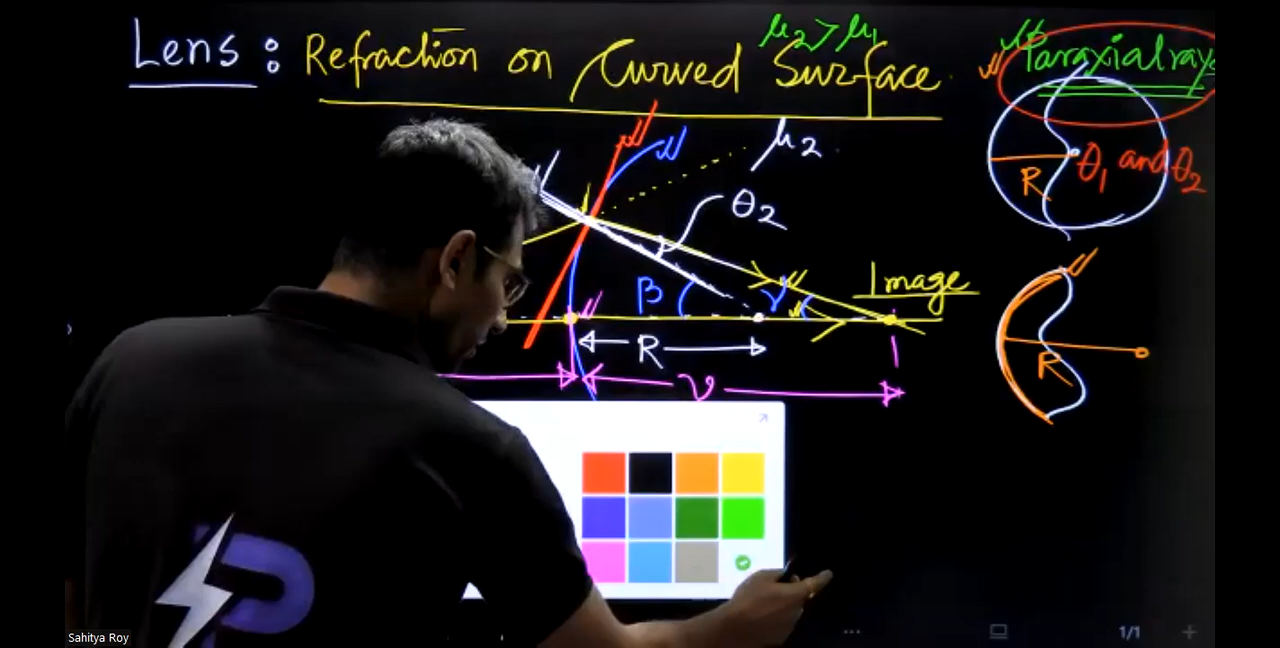 Lens : Refraction on Curved Surface
μ2 > μ1
Paraxial rays
θ1 and θ2
R
μ2
θ2
β
γ
Image
R
R
v
P
Sahitya Roy
1/1